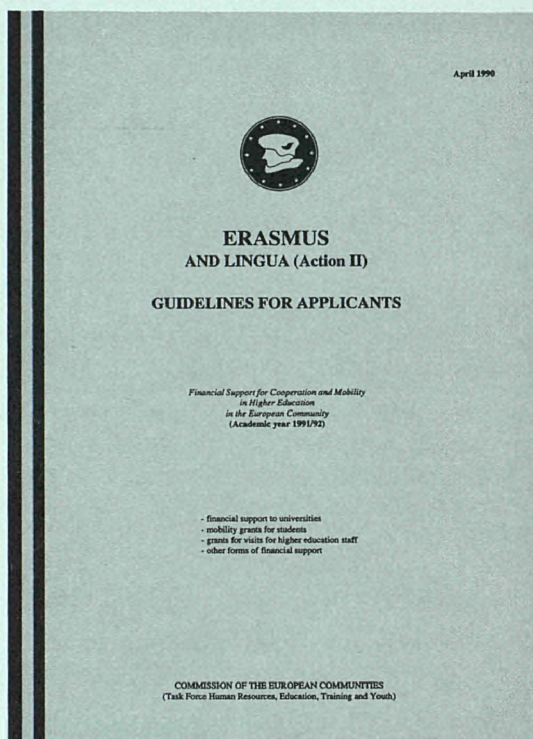 April 1990
ERASMUS
AND LINGUA (Action II)
GUIDELINES FOR APPLICANTS
Financial Support for Cooperation and Mobility
in Higher Education
in the European Community
(Academic year 1991/92)
- financial support to universities
- mobility grants for students
- grants for visits for higher education staff
- other forms of financial support
COMMISSION OF THE EUROPEAN COMMUNITIES
(Task Force Human Resources, Education, Training and Youth)